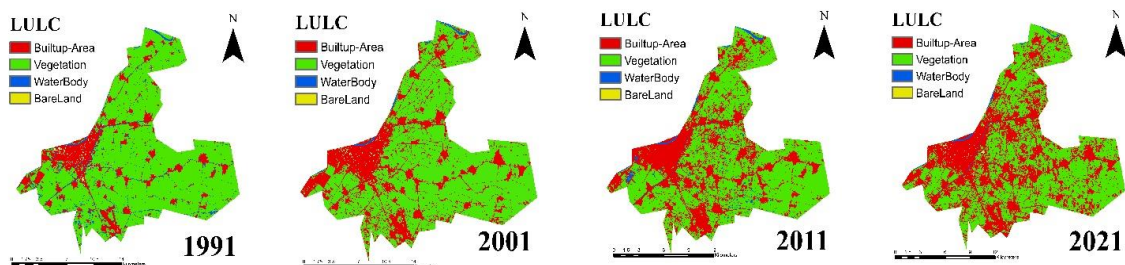 LULC
N
Builtup-Area
Vegetation
WaterBody
BareLand
1991
LULC
N
Builtup-Area
Vegetation
WaterBody
BareLand
2001
LULC
N
Builtup-Area
Vegetation
WaterBody
BareLand
2011
LULC
N
Builtup-Area
Vegetation
WaterBody
BareLand
2021